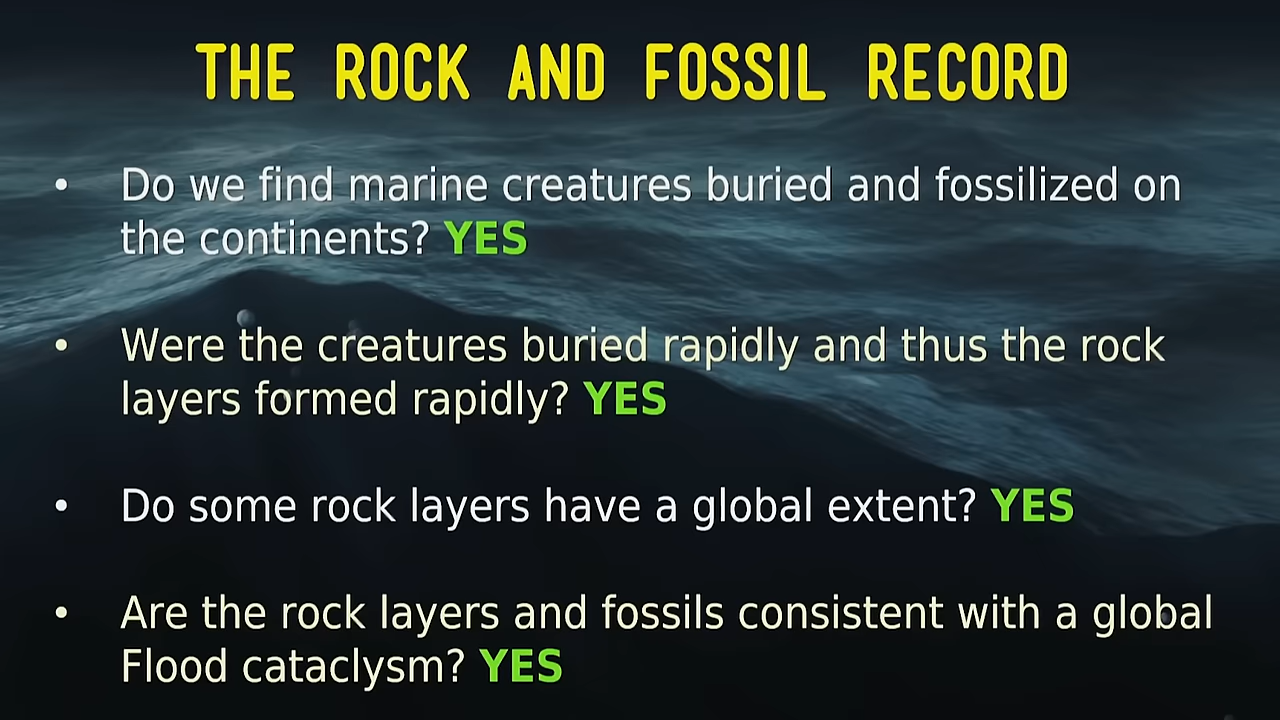 THE ROCK AND FOSSIL RECORD
• Do we find marine creatures buried and fossilized on
the continents? YES
• Were the creatures buried rapidly and thus the rock
layers formed rapidly? YES
• Do some rock layers have a global extent? YES
• Are the rock layers and fossils consistent with a global
Flood cataclysm? YES